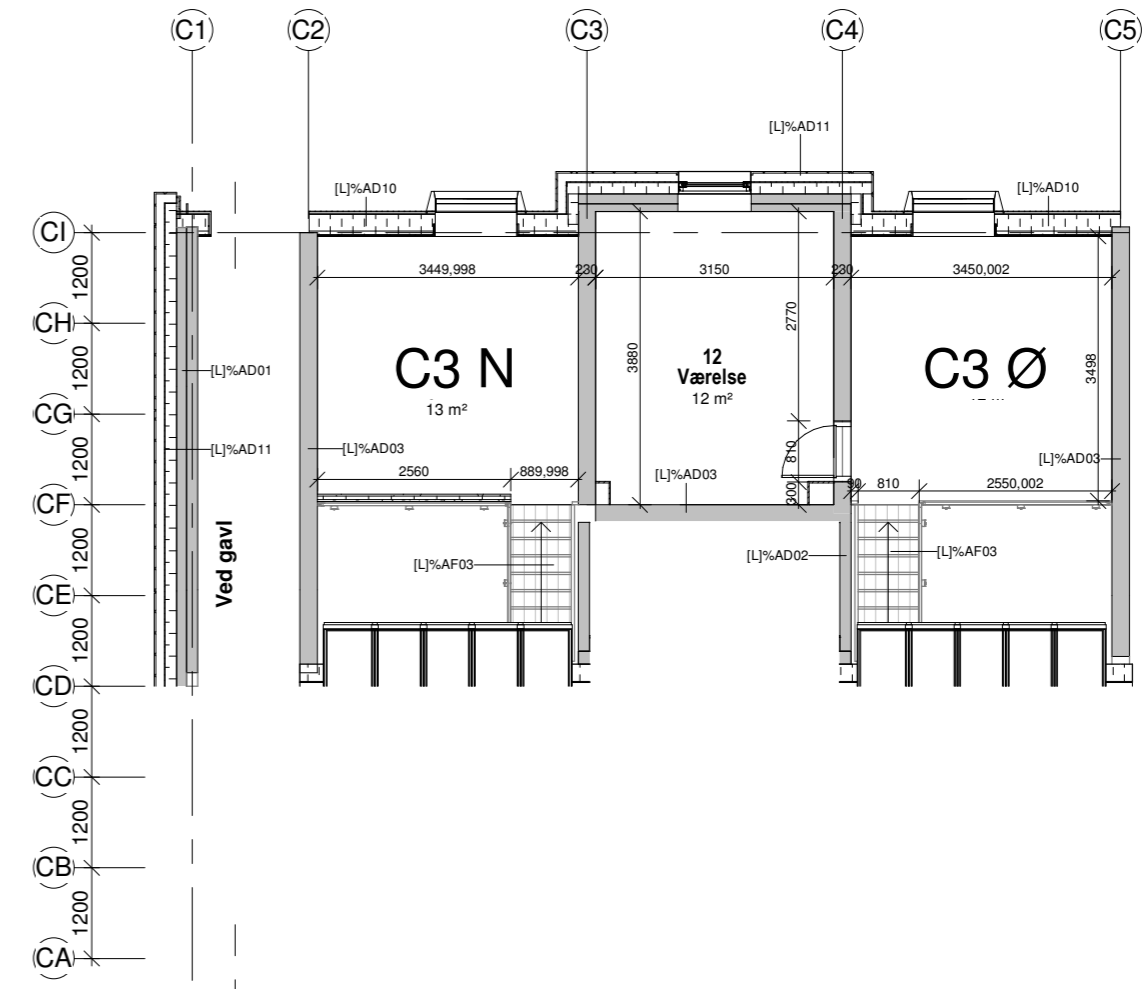 C1
C2
C3
C4
C5
[L]%AD11
[L]%AD10
[L]%AD10
CI
3449,998
230
3150
230
3450,002
1200
2770
CH
3880
12
Værelse
12 m²
C3 N
13 m²
C3 Ø
3498
1200
[L]%AD01
CG
[L]%AD11
[L]%AD03
810
[L]%AD03
[L]%AD03
1200
2560
889,998
300
90
810
2550,002
CF
[L]%AF03
[L]%AD02
[L]%AF03
1200
Ved gavl
CE
1200
CD
1200
CC
1200
CB
1200
CA